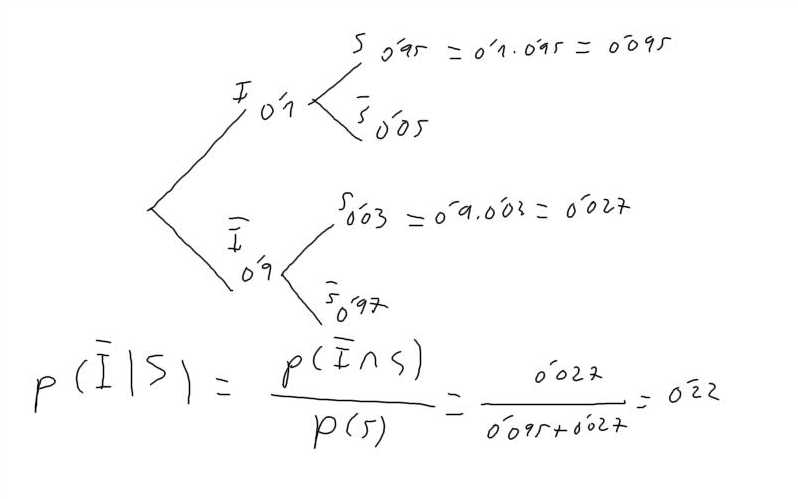 S 0'95 = 0'1 · 0'95 = 0'095
I 0'1
S̄ 0'05
S 0'03 = 0'9 · 0'03 = 0'027
Ī 0'9
S̄ 0'97
P(Ī|S) = P(Ī∩S) / P(S) = 0'027 / 0'095+0'027 = 0'22